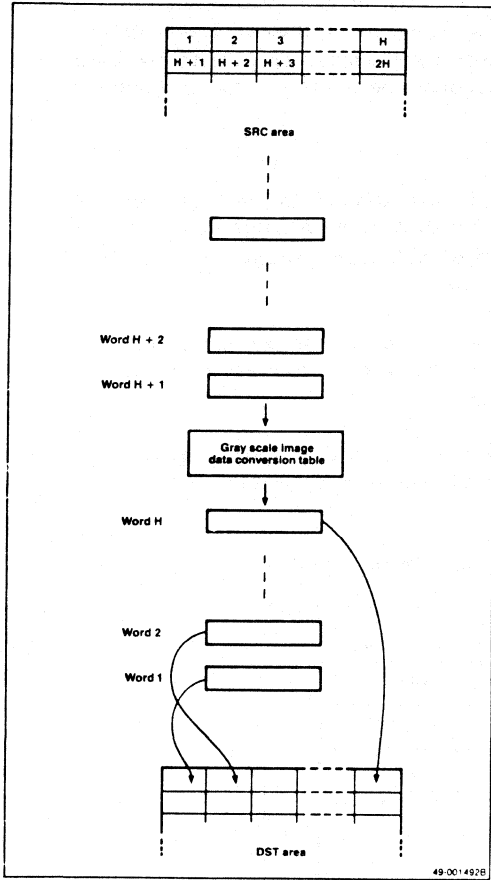 1 2 3 H
H + 1 H + 2 H + 3 2H
SRC area
Word H + 2
Word H + 1
Gray scale image
data conversion table
Word H
Word 2
Word 1
DST area
49-001492B